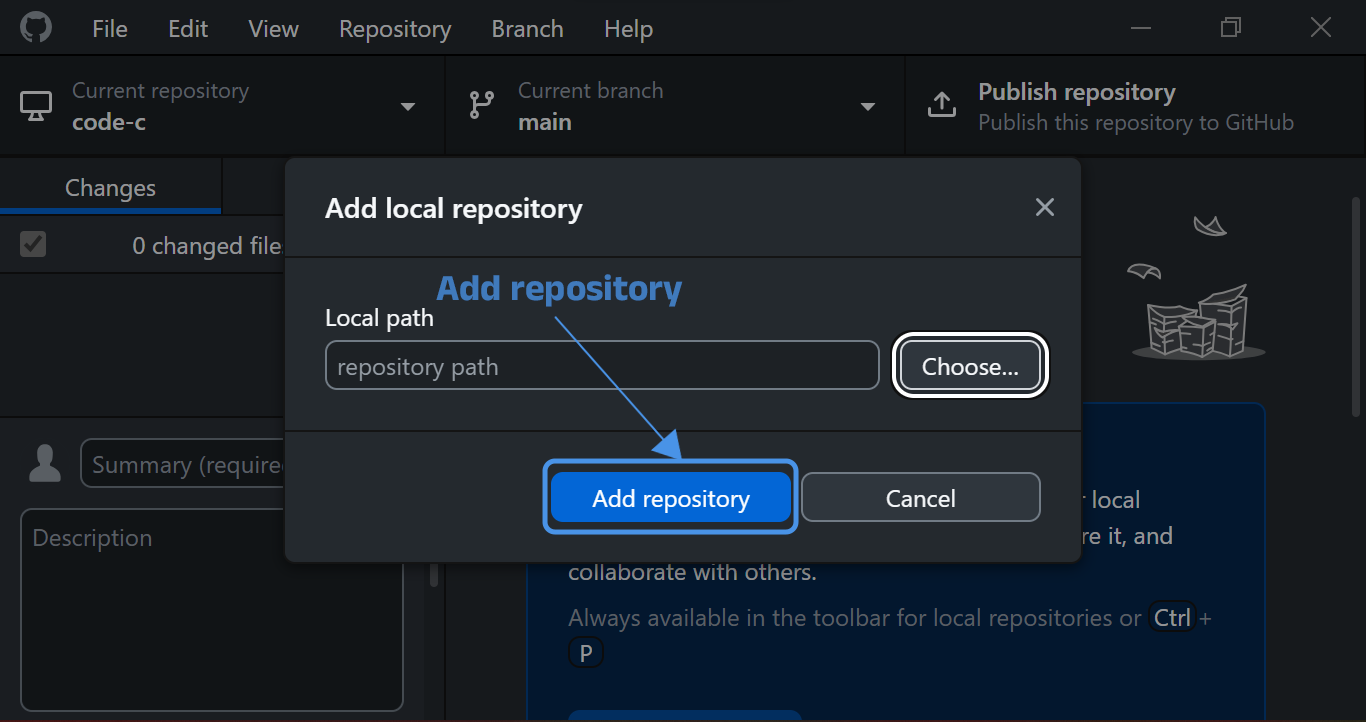 File Edit View Repository Branch Help
Current repository
code-c
Current branch
main
Publish repository
Publish this repository to GitHub
Changes
0 changed file
Summary (require
Description
Add local repository
Add repository
Local path
repository path
Choose...
Add repository
Cancel
local
re it, and
collaborate with others.
Always available in the toolbar for local repositories or Ctrl +
P